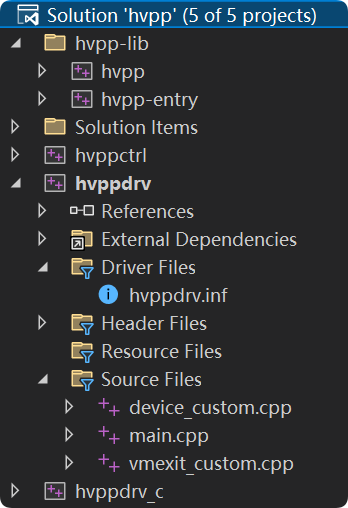 Solution 'hvpp' (5 of 5 projects)
hvpp-lib
hvpp
hvpp-entry
Solution Items
hvppctrl
hvppdrv
References
External Dependencies
Driver Files
hvppdrv.inf
Header Files
Resource Files
Source Files
device_custom.cpp
main.cpp
vmexit_custom.cpp
hvppdrv_c